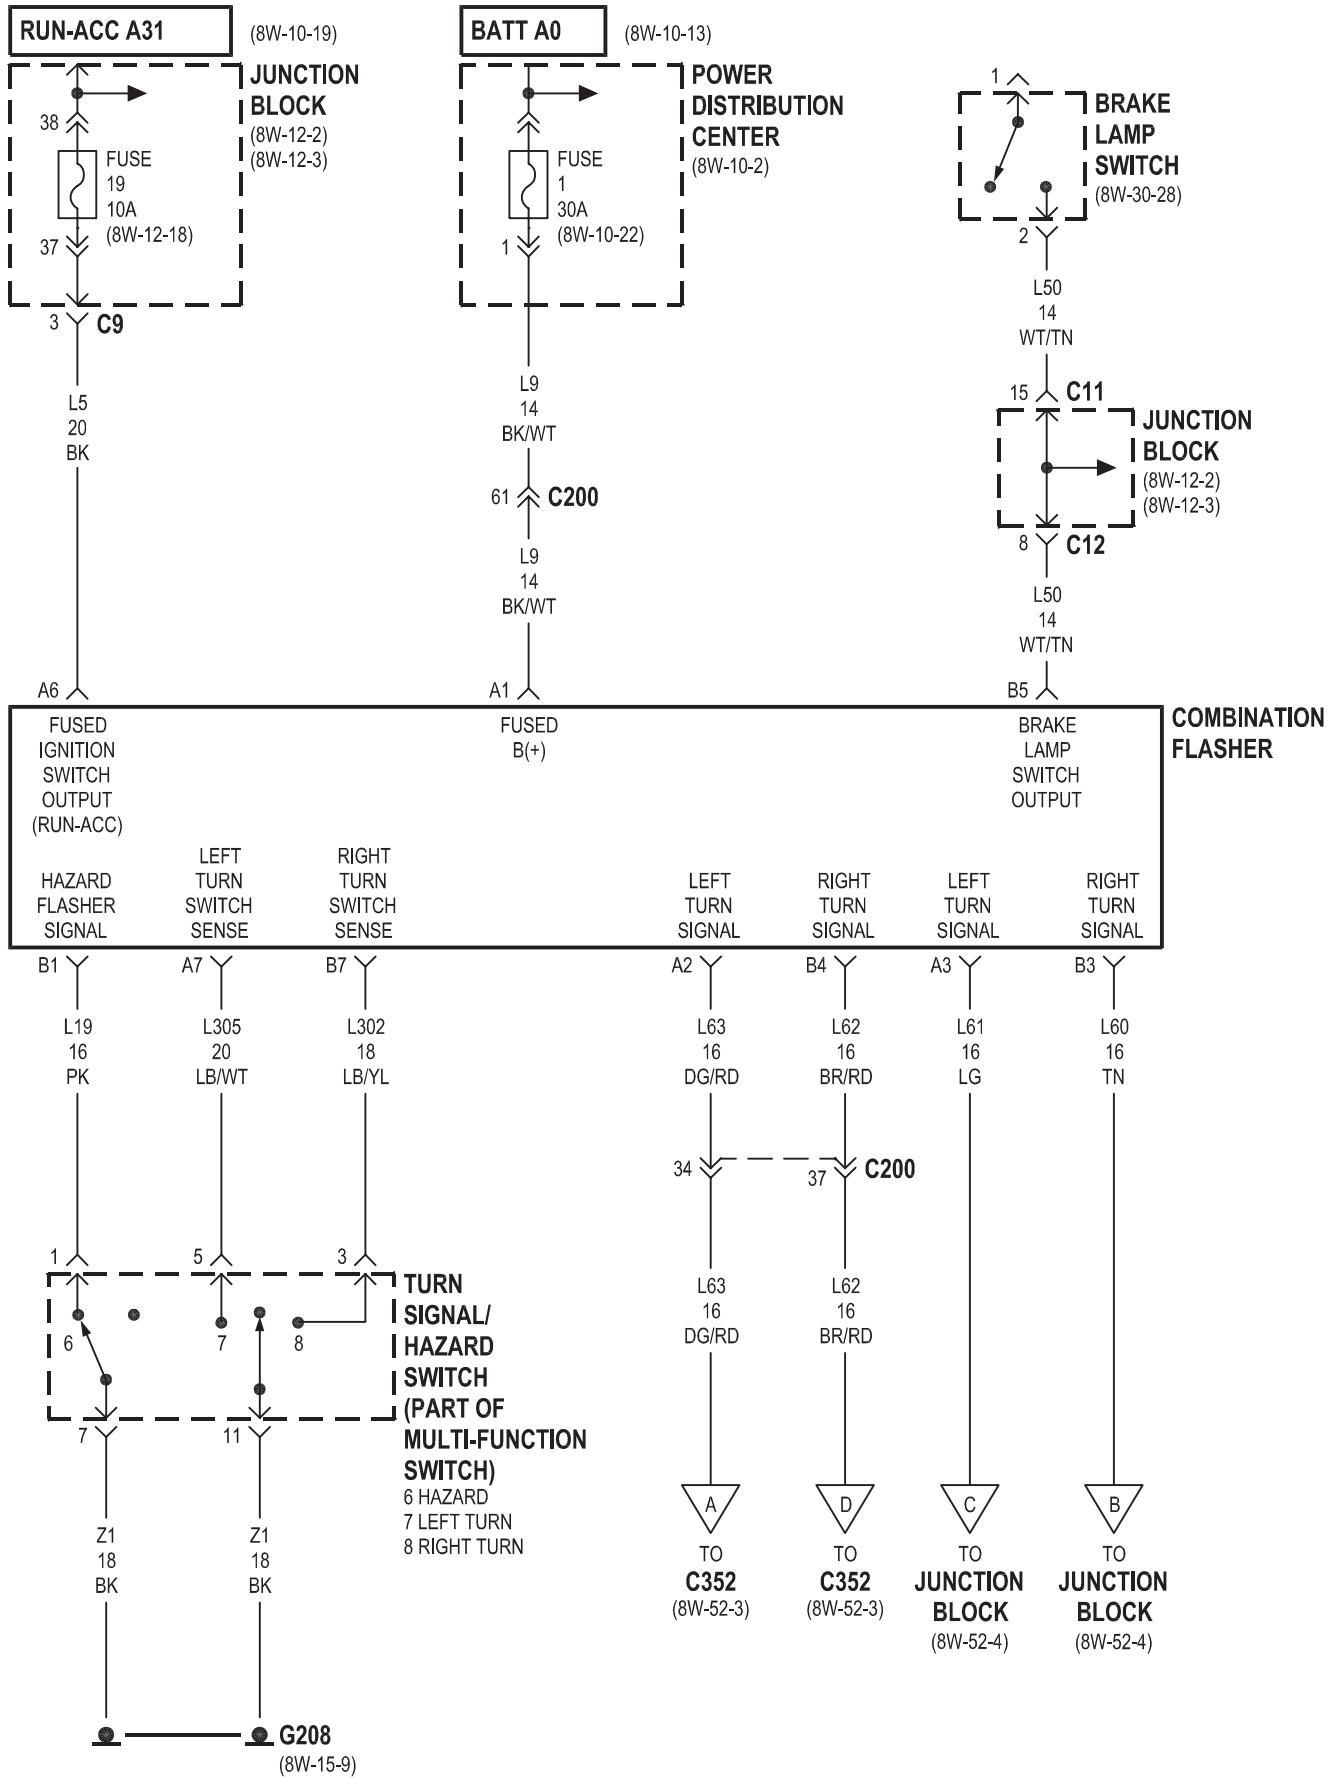 RUN-ACC A31
(8W-10-19)
BATT A0
(8W-10-13)
JUNCTION
BLOCK
(8W-12-2)
(8W-12-3)
38
FUSE
19
10A
(8W-12-18)
37
3
C9
POWER
DISTRIBUTION
CENTER
(8W-10-2)
FUSE
1
30A
(8W-10-22)
1
1
BRAKE
LAMP
SWITCH
(8W-30-28)
2
L50
14
WT/TN
15
C11
JUNCTION
BLOCK
(8W-12-2)
(8W-12-3)
8
C12
L50
14
WT/TN
L5
20
BK
L9
14
BK/WT
61
C200
L9
14
BK/WT
A6
A1
B5
COMBINATION
FLASHER
FUSED
IGNITION
SWITCH
OUTPUT
(RUN-ACC)
FUSED
B(+)
BRAKE
LAMP
SWITCH
OUTPUT
HAZARD
FLASHER
SIGNAL
LEFT
TURN
SWITCH
SENSE
RIGHT
TURN
SWITCH
SENSE
LEFT
TURN
SIGNAL
RIGHT
TURN
SIGNAL
LEFT
TURN
SIGNAL
RIGHT
TURN
SIGNAL
B1
A7
B7
A2
B4
A3
B3
L19
16
PK
L305
20
LB/WT
L302
18
LB/YL
L63
16
DG/RD
L62
16
BR/RD
L61
16
LG
L60
16
TN
34
37
C200
1
5
3
6
7
8
TURN
SIGNAL/
HAZARD
SWITCH
(PART OF
MULTI-FUNCTION
SWITCH)
6 HAZARD
7 LEFT TURN
8 RIGHT TURN
7
11
L63
16
DG/RD
L62
16
BR/RD
Z1
18
BK
Z1
18
BK
A
TO
C352
(8W-52-3)
D
TO
C352
(8W-52-3)
C
TO
JUNCTION
BLOCK
(8W-52-4)
B
TO
JUNCTION
BLOCK
(8W-52-4)
G208
(8W-15-9)